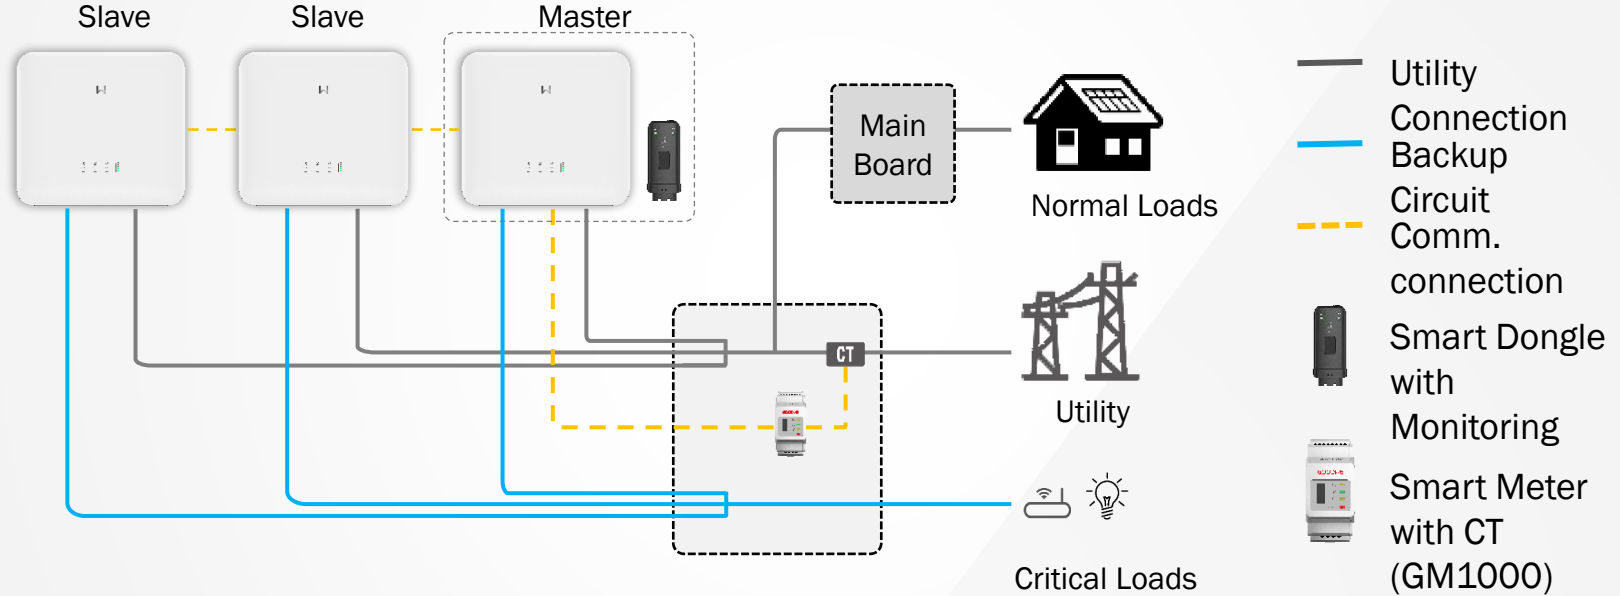 Slave
Slave
Master
Main
Board
Normal Loads
CT
Utility
Critical Loads
Utility
Connection
Backup
Circuit
Comm.
connection
Smart Dongle
with
Monitoring
Smart Meter
with CT
(GM1000)